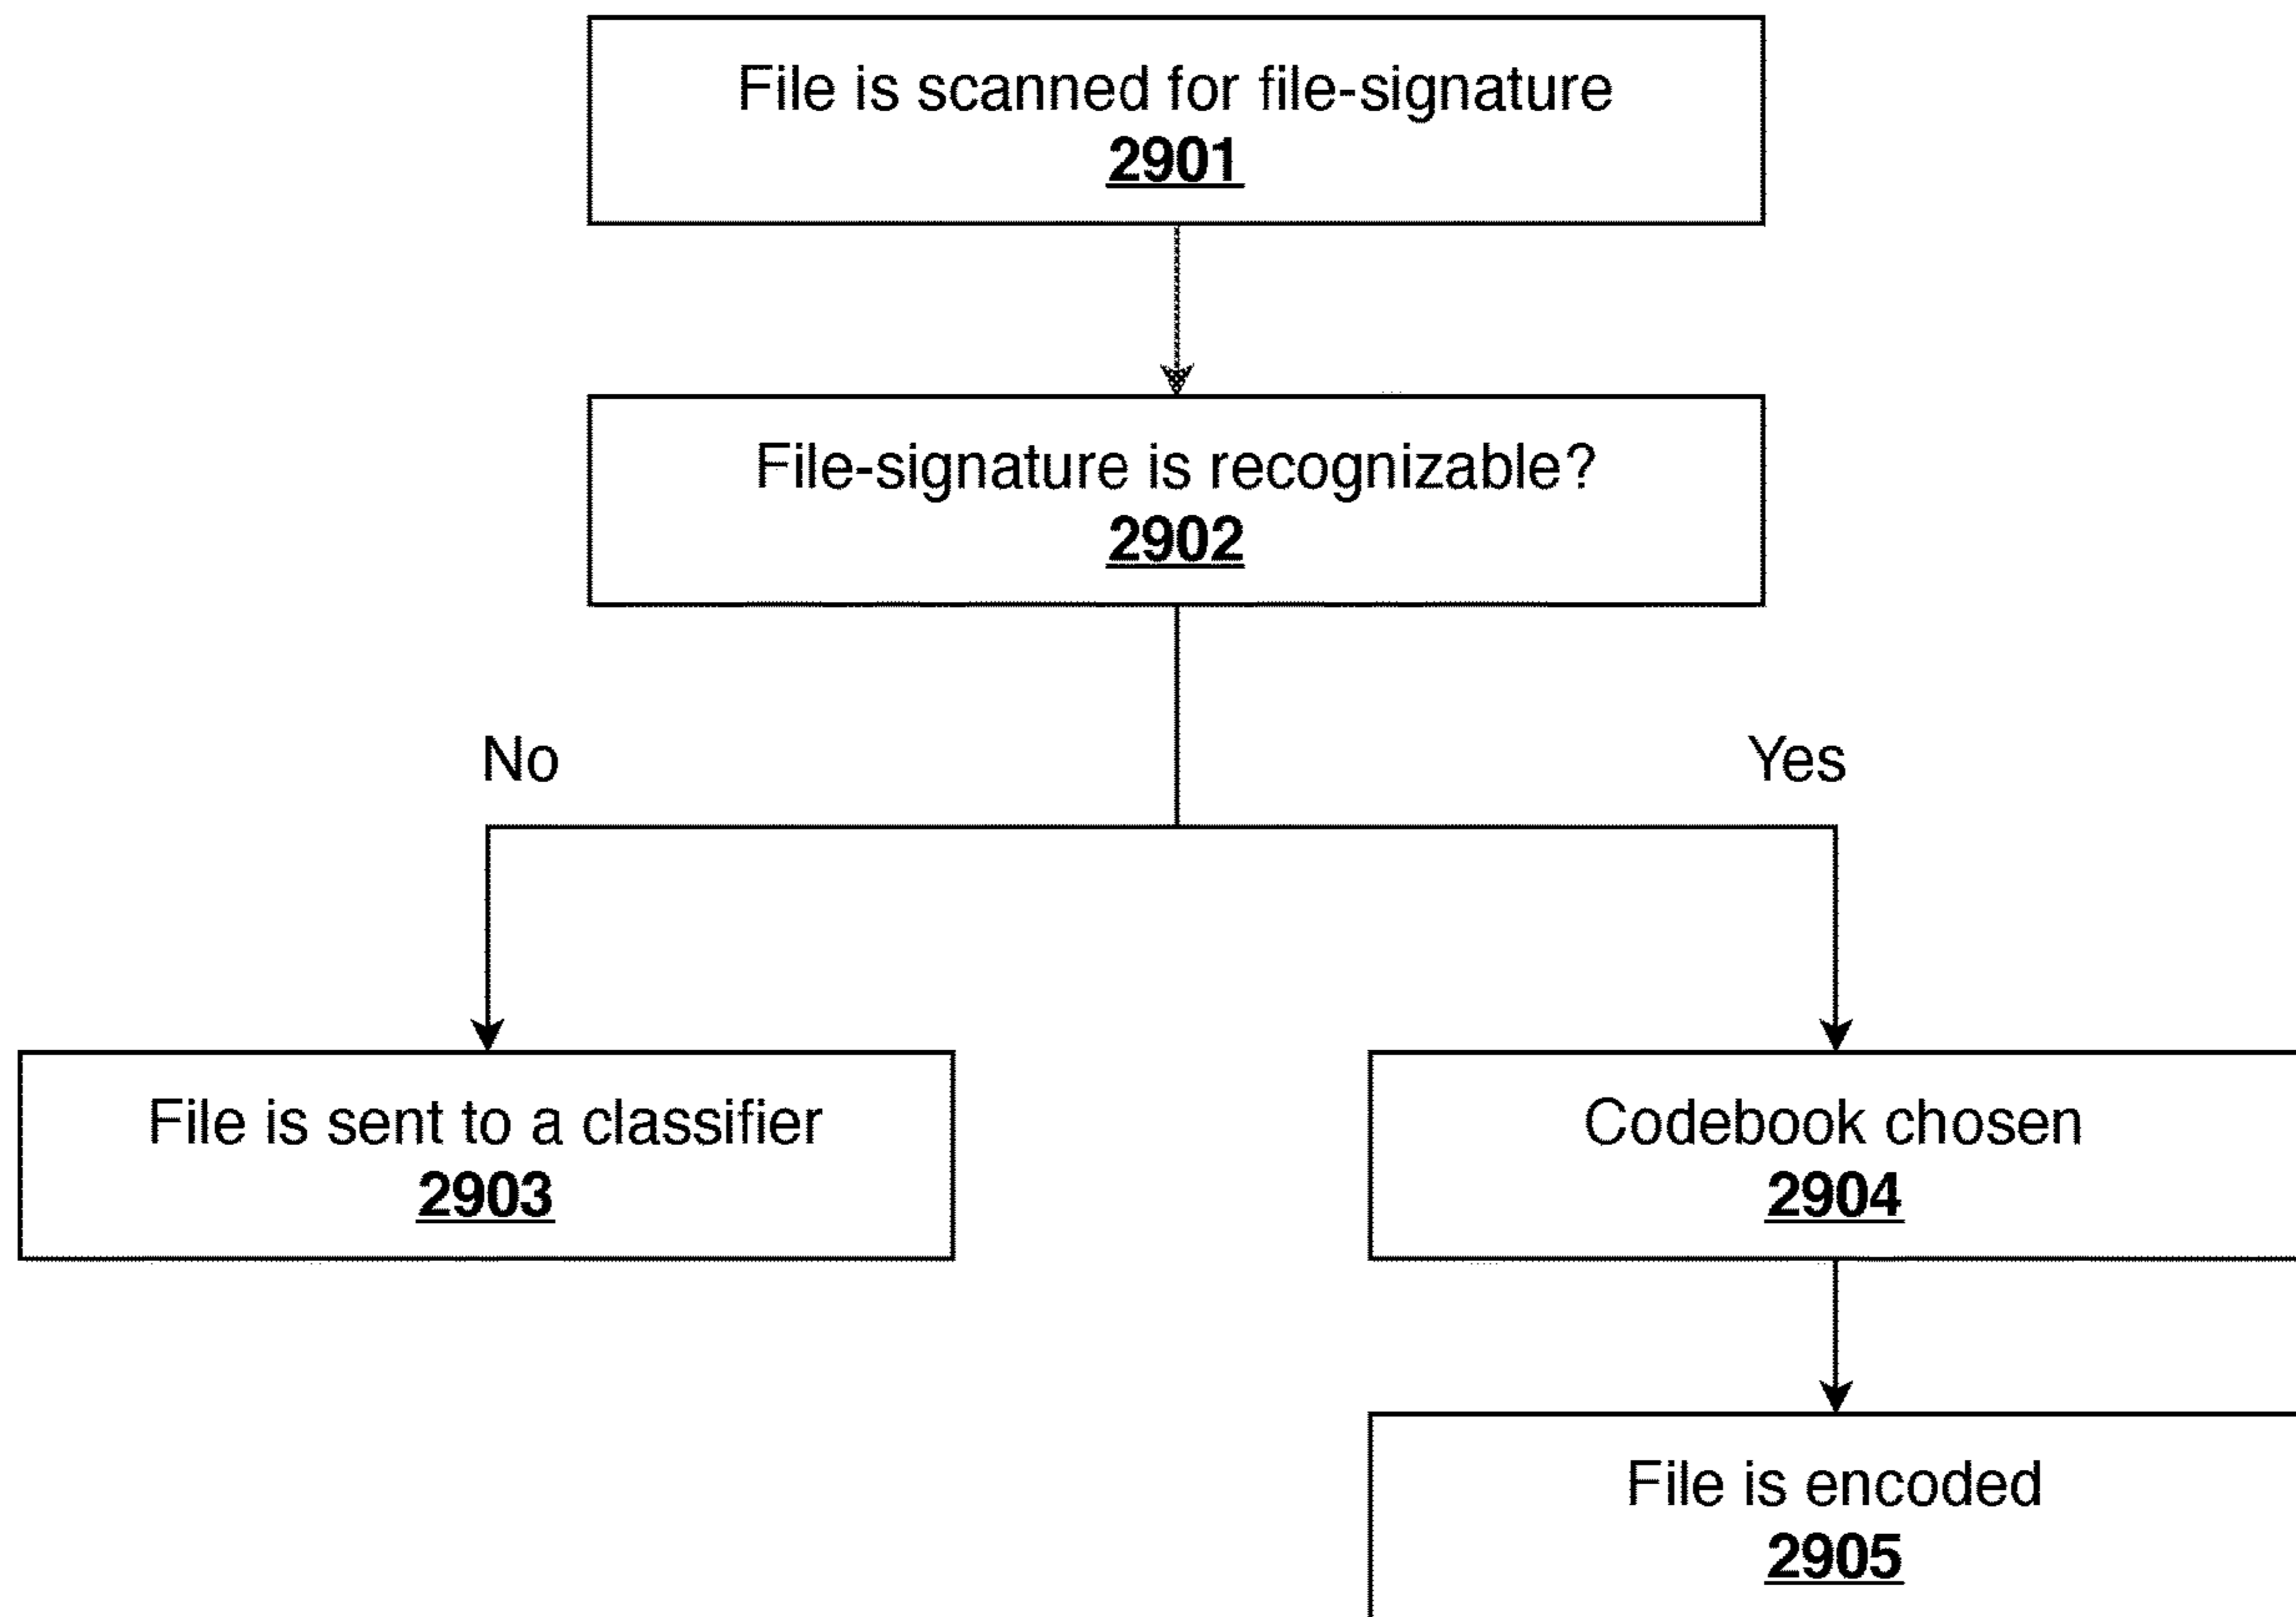 File is scanned for file-signature
2901
File-signature is recognizable?
2902
No
Yes
File is sent to a classifier
2903
Codebook chosen
2904
File is encoded
2905